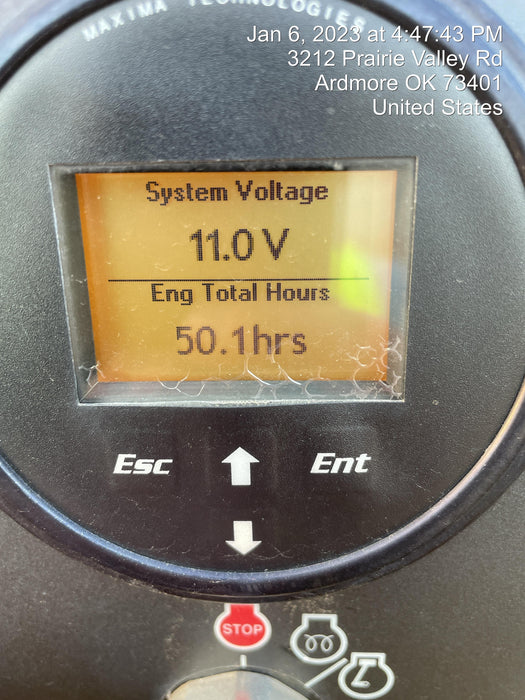 MAXIMA TECHNOLOGIES
Jan 6, 2023 at 4:47:43 PM
3212 Prairie Valley Rd
Ardmore OK 73401
United States
System Voltage
11.0 V
Eng Total Hours
50.1hrs
Esc
Ent
STOP